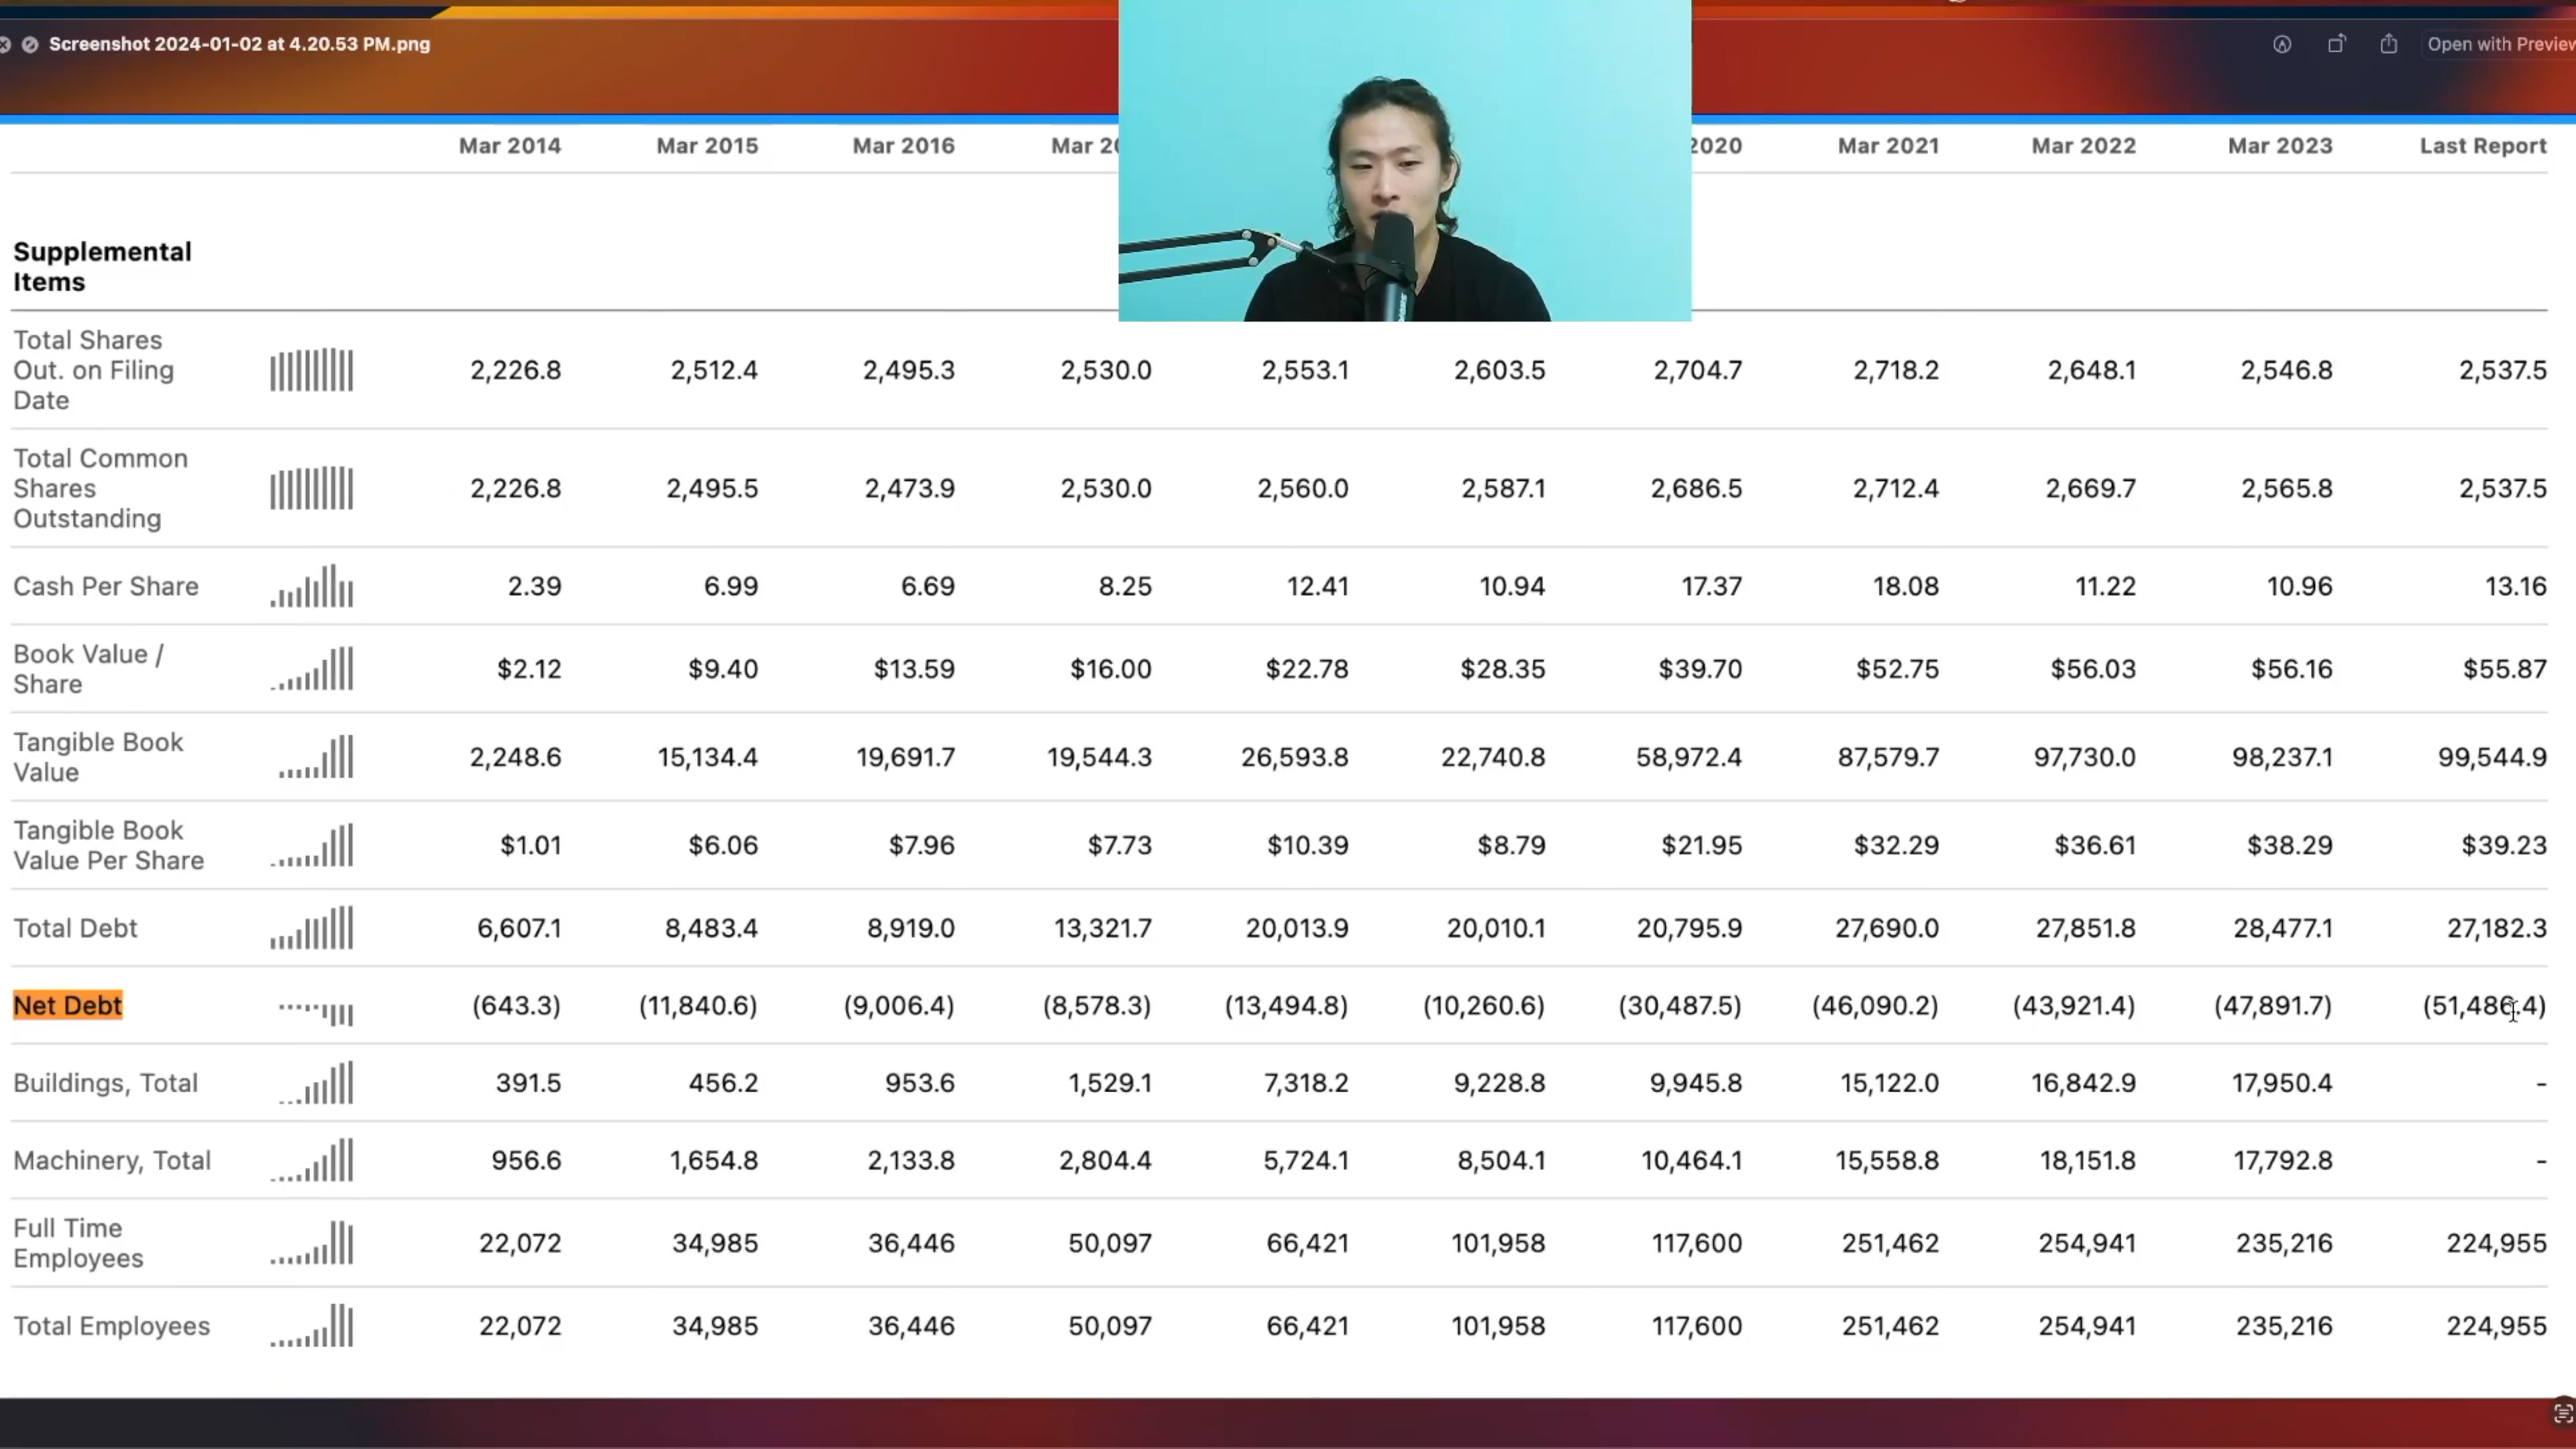 Screenshot 2024-01-02 at 4.20.53 PM.png
Open with Preview
Mar 2014 Mar 2015 Mar 2016 Mar 20 2020 Mar 2021 Mar 2022 Mar 2023 Last Report
Supplemental
Items
Total Shares
Out. on Filing
Date
2,226.8 2,512.4 2,495.3 2,530.0 2,553.1 2,603.5 2,704.7 2,718.2 2,648.1 2,546.8 2,537.5
Total Common
Shares
Outstanding
2,226.8 2,495.5 2,473.9 2,530.0 2,560.0 2,587.1 2,686.5 2,712.4 2,669.7 2,565.8 2,537.5
Cash Per Share 2.39 6.99 6.69 8.25 12.41 10.94 17.37 18.08 11.22 10.96 13.16
Book Value /
Share
$2.12 $9.40 $13.59 $16.00 $22.78 $28.35 $39.70 $52.75 $56.03 $56.16 $55.87
Tangible Book
Value
2,248.6 15,134.4 19,691.7 19,544.3 26,593.8 22,740.8 58,972.4 87,579.7 97,730.0 98,237.1 99,544.9
Tangible Book
Value Per Share
$1.01 $6.06 $7.96 $7.73 $10.39 $8.79 $21.95 $32.29 $36.61 $38.29 $39.23
Total Debt 6,607.1 8,483.4 8,919.0 13,321.7 20,013.9 20,010.1 20,795.9 27,690.0 27,851.8 28,477.1 27,182.3
Net Debt (643.3) (11,840.6) (9,006.4) (8,578.3) (13,494.8) (10,260.6) (30,487.5) (46,090.2) (43,921.4) (47,891.7) (51,486.4)
Buildings, Total 391.5 456.2 953.6 1,529.1 7,318.2 9,228.8 9,945.8 15,122.0 16,842.9 17,950.4 -
Machinery, Total 956.6 1,654.8 2,133.8 2,804.4 5,724.1 8,504.1 10,464.1 15,558.8 18,151.8 17,792.8 -
Full Time
Employees
22,072 34,985 36,446 50,097 66,421 101,958 117,600 251,462 254,941 235,216 224,955
Total Employees 22,072 34,985 36,446 50,097 66,421 101,958 117,600 251,462 254,941 235,216 224,955